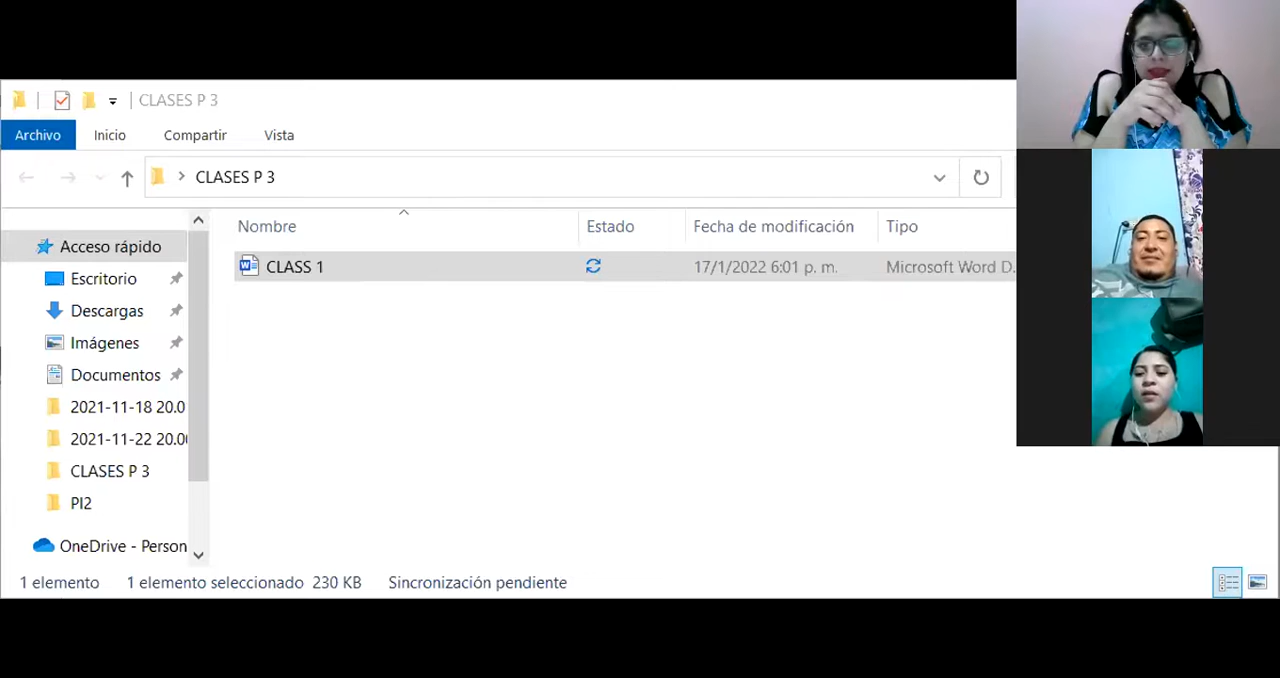 CLASES P 3
Archivo Inicio Compartir Vista
CLASES P 3
Nombre Estado Fecha de modificación Tipo
Acceso rápido
CLASS 1 17/1/2022 6:01 p. m. Microsoft Word D.
Escritorio
Descargas
Imágenes
Documentos
2021-11-18 20.0
2021-11-22 20.0
CLASES P 3
PI2
OneDrive - Person
1 elemento 1 elemento seleccionado 230 KB Sincronización pendiente